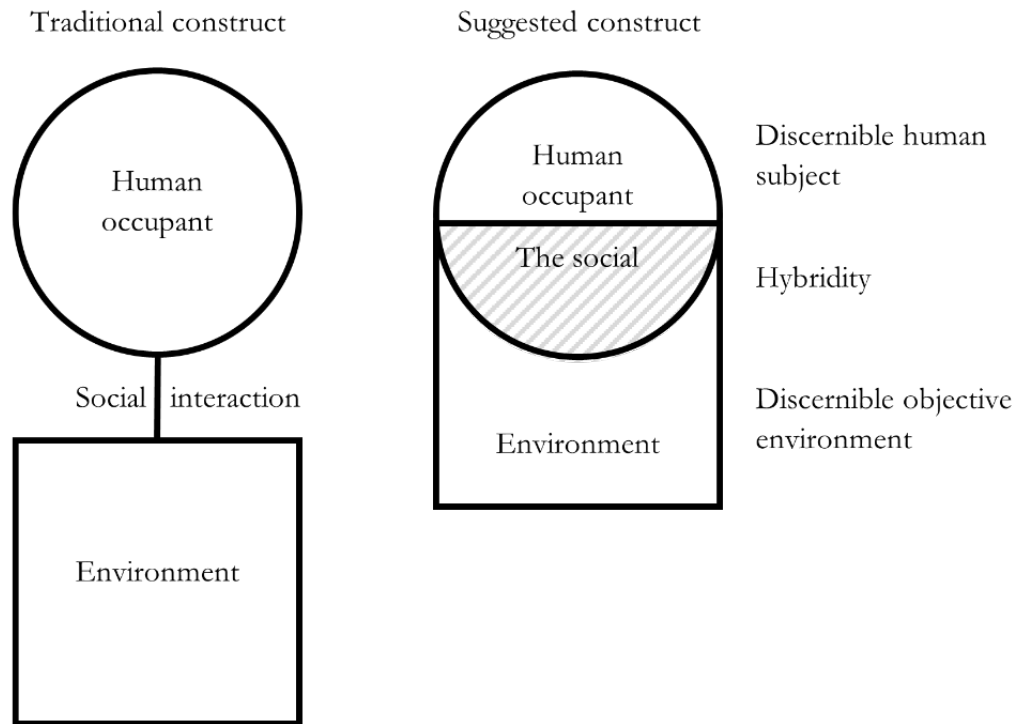 Traditional construct
Human
occupant
Social interaction
Environment
Suggested construct
Human
occupant
The social
Environment
Discernible human
subject
Hybridity
Discernible objective
environment